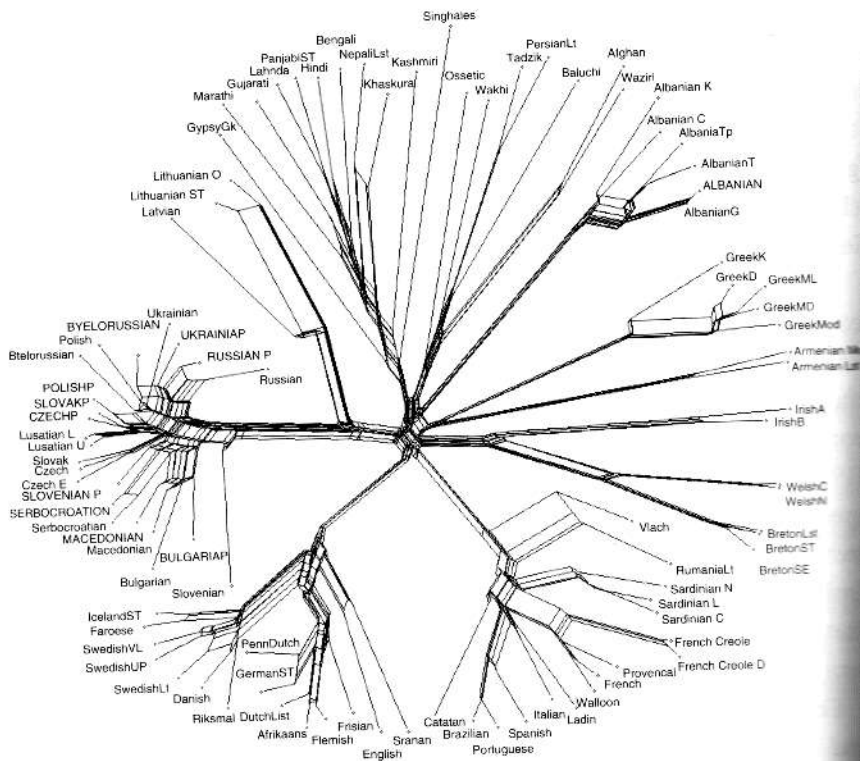 Singhales
Bengali
NepaliLst
PanjabiST
Kashmiri
PersianLt
Lahnda
Hindi
Tadzik
Afghan
Gujarati
Khaskura
Ossetic
Baluchi
Waziri
Marathi
Wakhi
Albanian K
GypsyGk
Albanian C
AlbaniaTp
Lithuanian O
AlbanianT
Lithuanian ST
ALBANIAN
Latvian
AlbanianG
GreekK
GreekD
GreekML
Ukrainian
BYELORUSSIAN
GreekMD
Polish
UKRAINIAP
GreekMod
Btelorussian
RUSSIAN P
Armenian
Russian
Armenian Lst
POLISHP
SLOVAKP
IrishA
CZECHP
IrishB
Lusatian L
Lusatian U
Slovak
Czech
Czech E
WelshC
SLOVENIAN P
WelshN
SERBOCROATION
Serbocroatian
Vlach
MACEDONIAN
BretonLst
Macedonian
BULGARIAP
BretonST
Bulgarian
RumaniaLt
BretonSE
Slovenian
Sardinian N
Sardinian L
IcelandST
Sardinian C
Faroese
PennDutch
French Creole
SwedishVL
SwedishUP
GermanST
Provencal
French Creole D
SwedishLt
French
Danish
Walloon
Riksmal
DutchList
Frisian
Catatan
Italian
Ladin
Afrikaans
Flemish
Sranan
Brazilian
Spanish
English
Portuguese